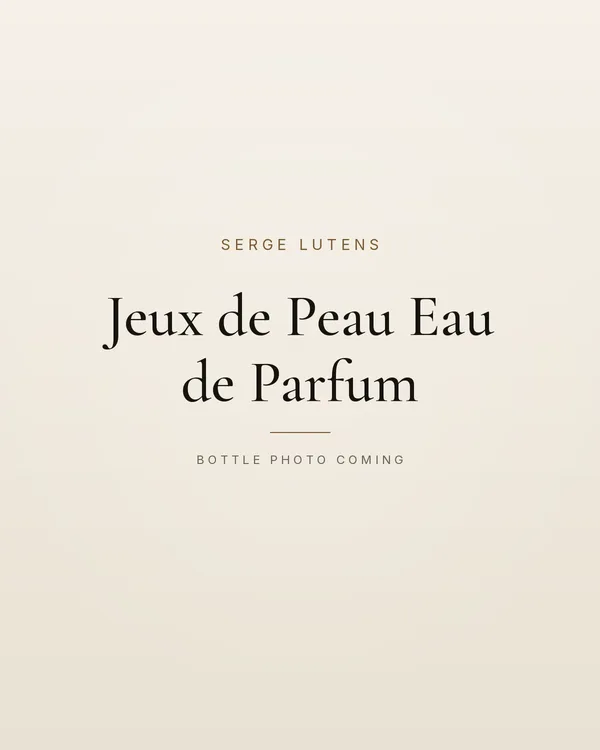 SERGE LUTENS
Jeux de Peau Eau
de Parfum
BOTTLE PHOTO COMING